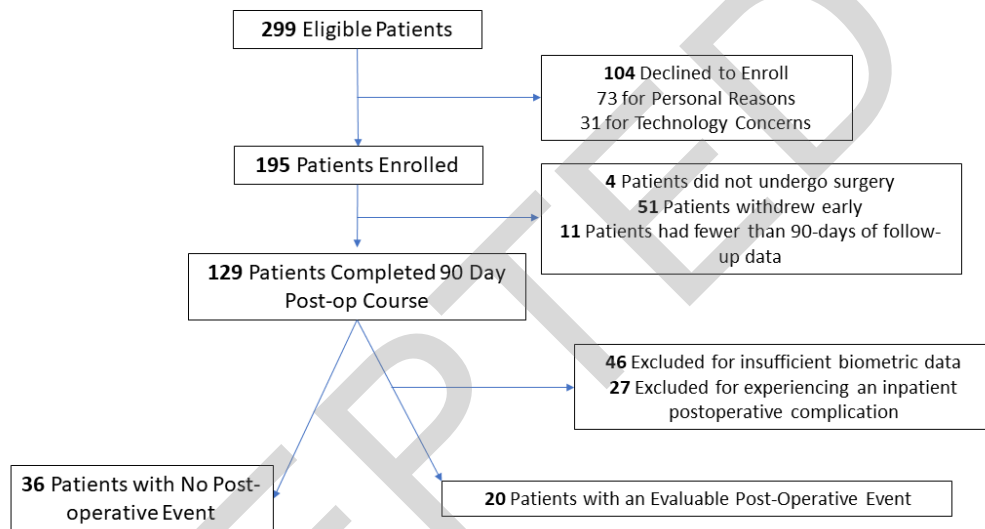 299 Eligible Patients
104 Declined to Enroll
73 for Personal Reasons
31 for Technology Concerns
195 Patients Enrolled
4 Patients did not undergo surgery
51 Patients withdrew early
11 Patients had fewer than 90-days of follow-
up data
129 Patients Completed 90 Day
Post-op Course
46 Excluded for insufficient biometric data
27 Excluded for experiencing an inpatient
postoperative complication
36 Patients with No Post-
operative Event
20 Patients with an Evaluable Post-Operative Event
EPTED